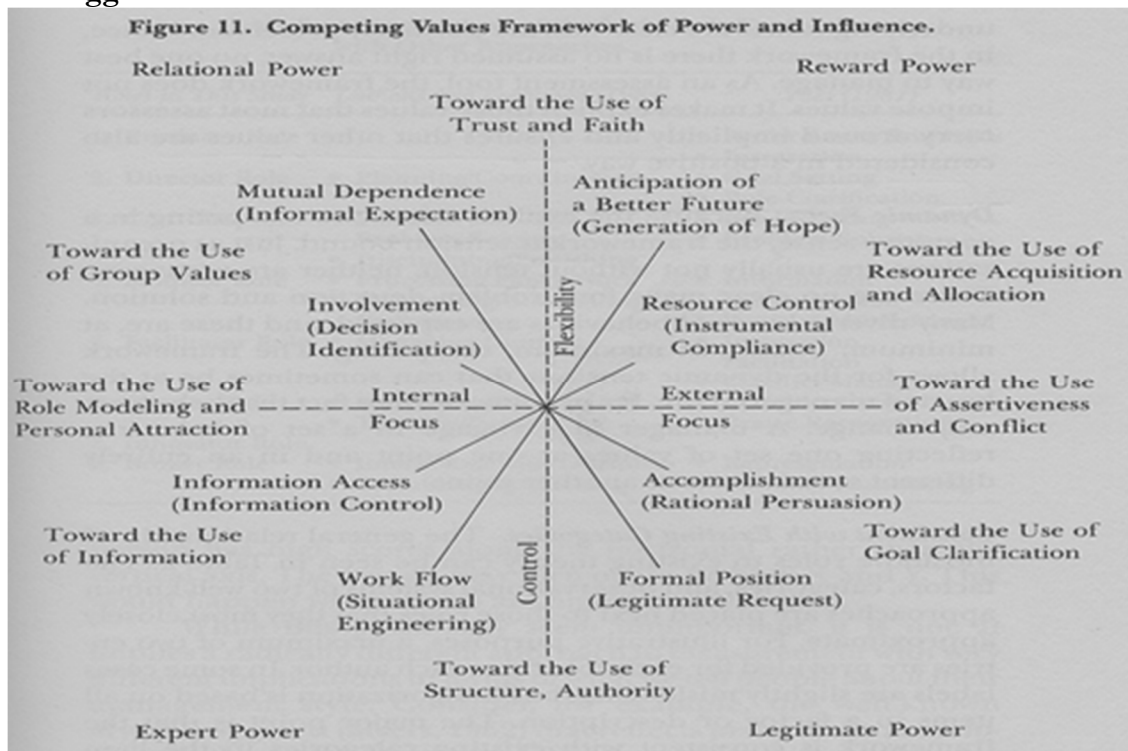 Figure 11. Competing Values Framework of Power and Influence.
Relational Power
Reward Power
Toward the Use of
Trust and Faith
Mutual Dependence
(Informal Expectation)
Anticipation of
a Better Future
(Generation of Hope)
Toward the Use
of Group Values
Toward the Use of
Resource Acquisition
and Allocation
Involvement
(Decision
Identification)
Flexibility
Resource Control
(Instrumental
Compliance)
Toward the Use of
Role Modeling and
Personal Attraction
Internal
Focus
External
Focus
Toward the Use
of Assertiveness
and Conflict
Information Access
(Information Control)
Accomplishment
(Rational Persuasion)
Toward the Use
of Information
Toward the Use of
Goal Clarification
Control
Work Flow
(Situational
Engineering)
Formal Position
(Legitimate Request)
Toward the Use of
Structure, Authority
Expert Power
Legitimate Power